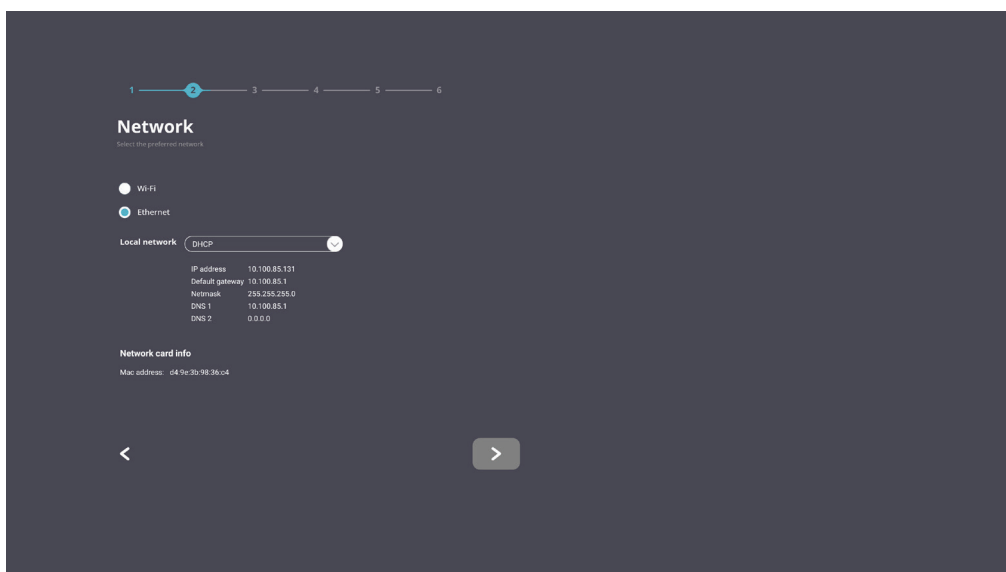 1 2 3 4 5 6
Network
Select the preferred network
Wi-Fi
Ethernet
Local network DHCP
IP address 10.100.85.131
Default gateway 10.100.85.1
Netmask 255.255.255.0
DNS 1 10.100.85.1
DNS 2 0.0.0.0
Network card info
Mac address: d4:9e:3b:98:36:c4